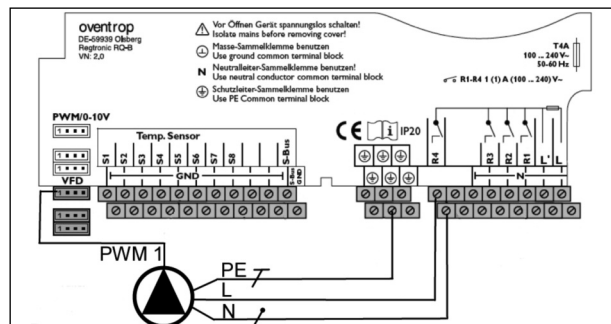 oventrop
DE-59939 Olsberg
Regtronic RQ-B
VN: 2,0
Vor Öffnen Gerät spannungslos schalten!
Isolate mains before removing cover!
Masse-Sammelklemme benutzen
Use ground common terminal block
N Neutralleiter-Sammelklemme benutzen!
Use neutral conductor common terminal block
Schutzleiter-Sammelklemme benutzen
Use PE Common terminal block
T4A
100 ... 240 V~
50-60 Hz
R1-R4 1 (1) A (100 ... 240) V~
PWM/0-10V
Temp. Sensor
S1 S2 S3 S4 S5 S6 S7 S8 S-Bus
GND
S-Bus GND
VFD
CE i IP20
R4 R3 R2 R1 L' L
N
PWM 1
PE
L
N